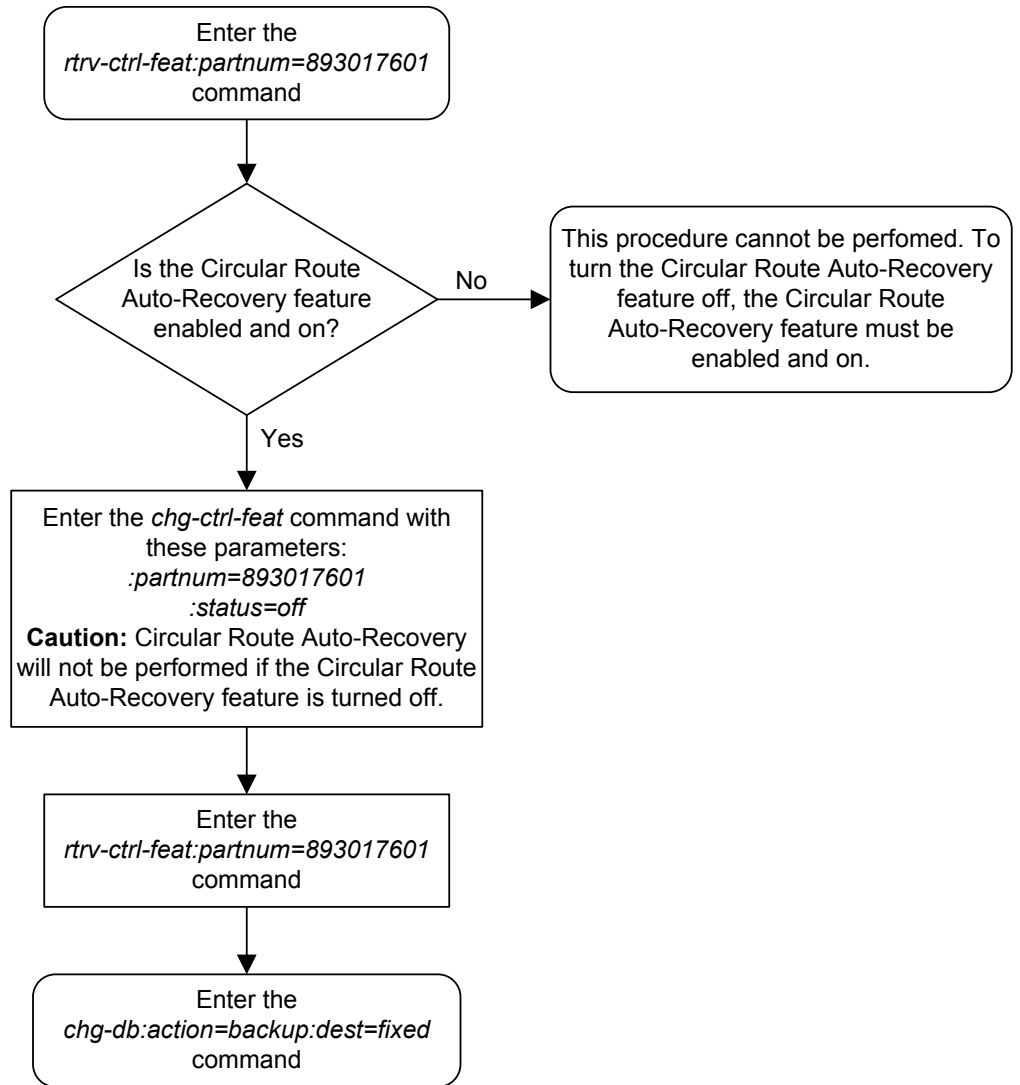 Enter the
rtrv-ctrl-feat:partnum=893017601
command
Is the Circular Route
Auto-Recovery feature
enabled and on?
No
This procedure cannot be perfomed. To
turn the Circular Route Auto-Recovery
feature off, the Circular Route
Auto-Recovery feature must be
enabled and on.
Yes
Enter the chg-ctrl-feat command with
these parameters:
:partnum=893017601
:status=off
Caution: Circular Route Auto-Recovery
will not be performed if the Circular Route
Auto-Recovery feature is turned off.
Enter the
rtrv-ctrl-feat:partnum=893017601
command
Enter the
chg-db:action=backup:dest=fixed
command